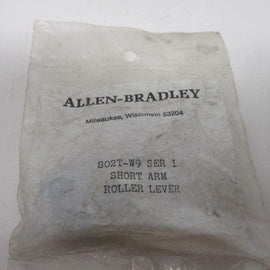 ALLEN-BRADLEY
Milwaukee, Wisconsin 53204
802T-W9 SER 1
SHORT ARM
ROLLER LEVER